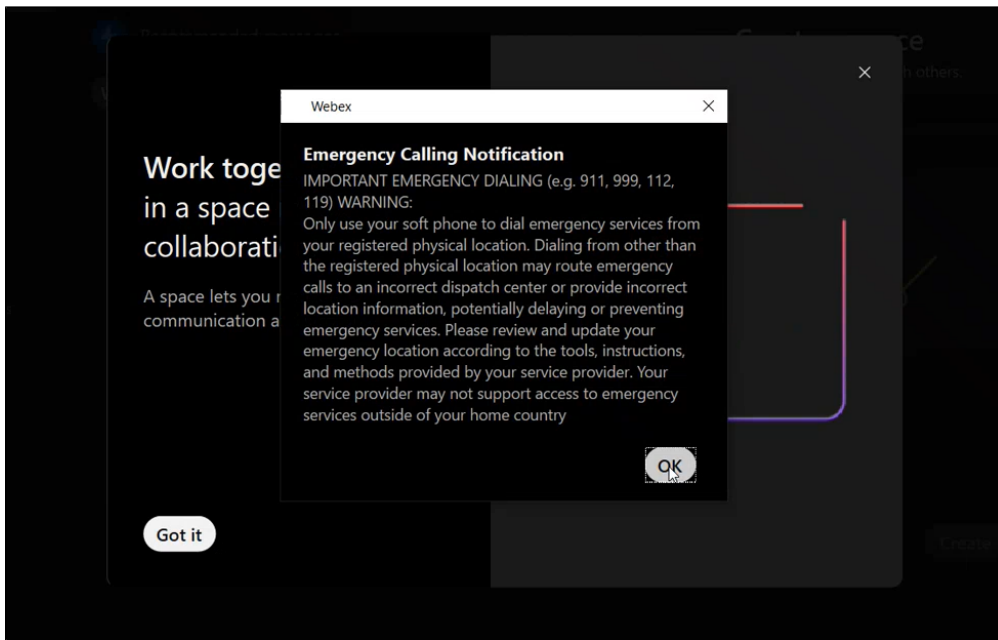 Webex
Emergency Calling Notification
IMPORTANT EMERGENCY DIALING (e.g. 911, 999, 112,
119) WARNING:
Only use your soft phone to dial emergency services from
your registered physical location. Dialing from other than
the registered physical location may route emergency
calls to an incorrect dispatch center or provide incorrect
location information, potentially delaying or preventing
emergency services. Please review and update your
emergency location according to the tools, instructions,
and methods provided by your service provider. Your
service provider may not support access to emergency
services outside of your home country
OK
Work toge
in a space
collaborati
A space lets you
communication a
Got it
n others.
Create